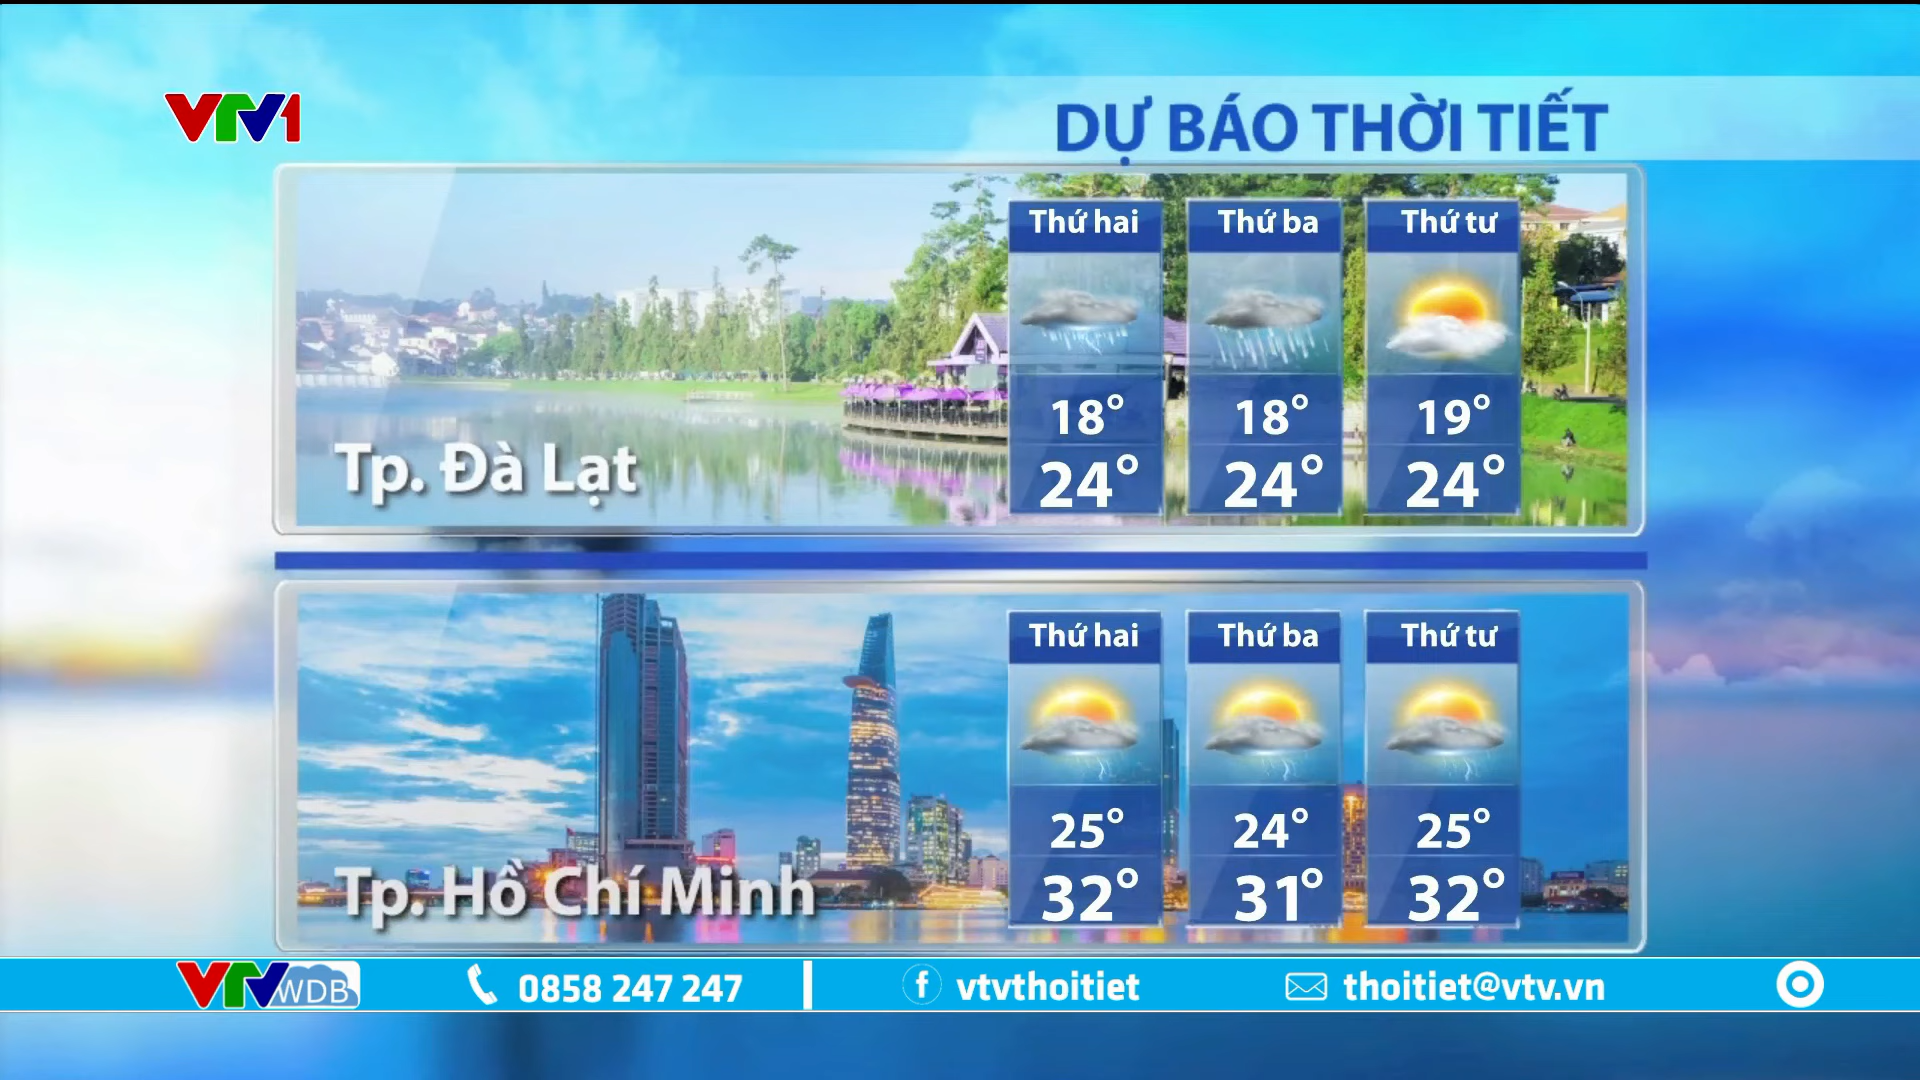 VTV1
DỰ BÁO THỜI TIẾT
Thứ hai Thứ ba Thứ tư
18° 18° 19°
24° 24° 24°
Tp. Đà Lạt
Thứ hai Thứ ba Thứ tư
25° 24° 25°
32° 31° 32°
Tp. Hồ Chí Minh
VTV WDB 0858 247 247 vtvthoitiet thoitiet@vtv.vn